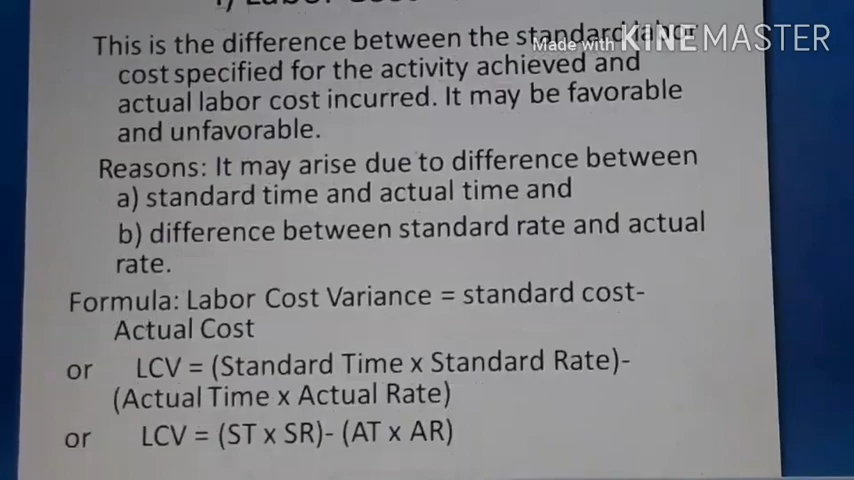 This is the difference between the standard labor
Made with KINEMASTER
cost specified for the activity achieved and
actual labor cost incurred. It may be favorable
and unfavorable.
Reasons: It may arise due to difference between
a) standard time and actual time and
b) difference between standard rate and actual
rate.
Formula: Labor Cost Variance = standard cost-
Actual Cost
or LCV = (Standard Time x Standard Rate)-
(Actual Time x Actual Rate)
or LCV = (ST x SR)- (AT x AR)